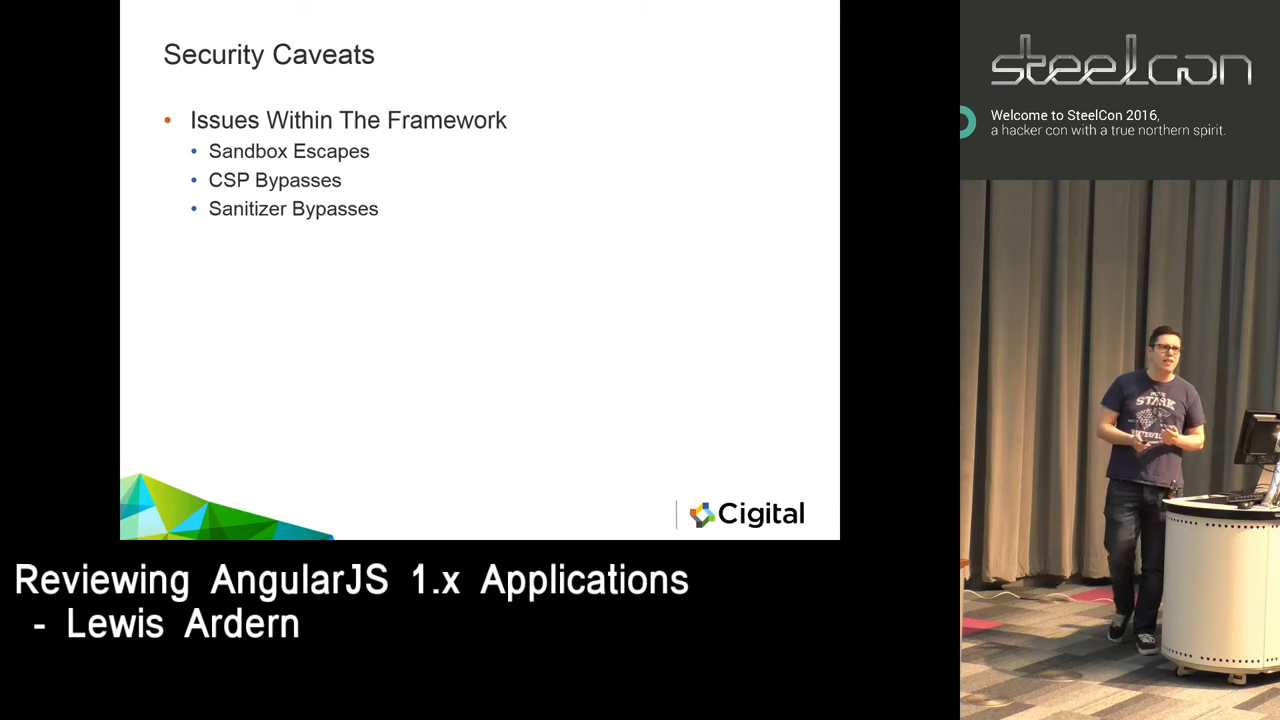 Security Caveats
• Issues Within The Framework
• Sandbox Escapes
• CSP Bypasses
• Sanitizer Bypasses
Cigital
steelcon
Welcome to SteelCon 2016,
a hacker con with a true northern spirit.
STARK
Reviewing AngularJS 1.x Applications
- Lewis Ardern